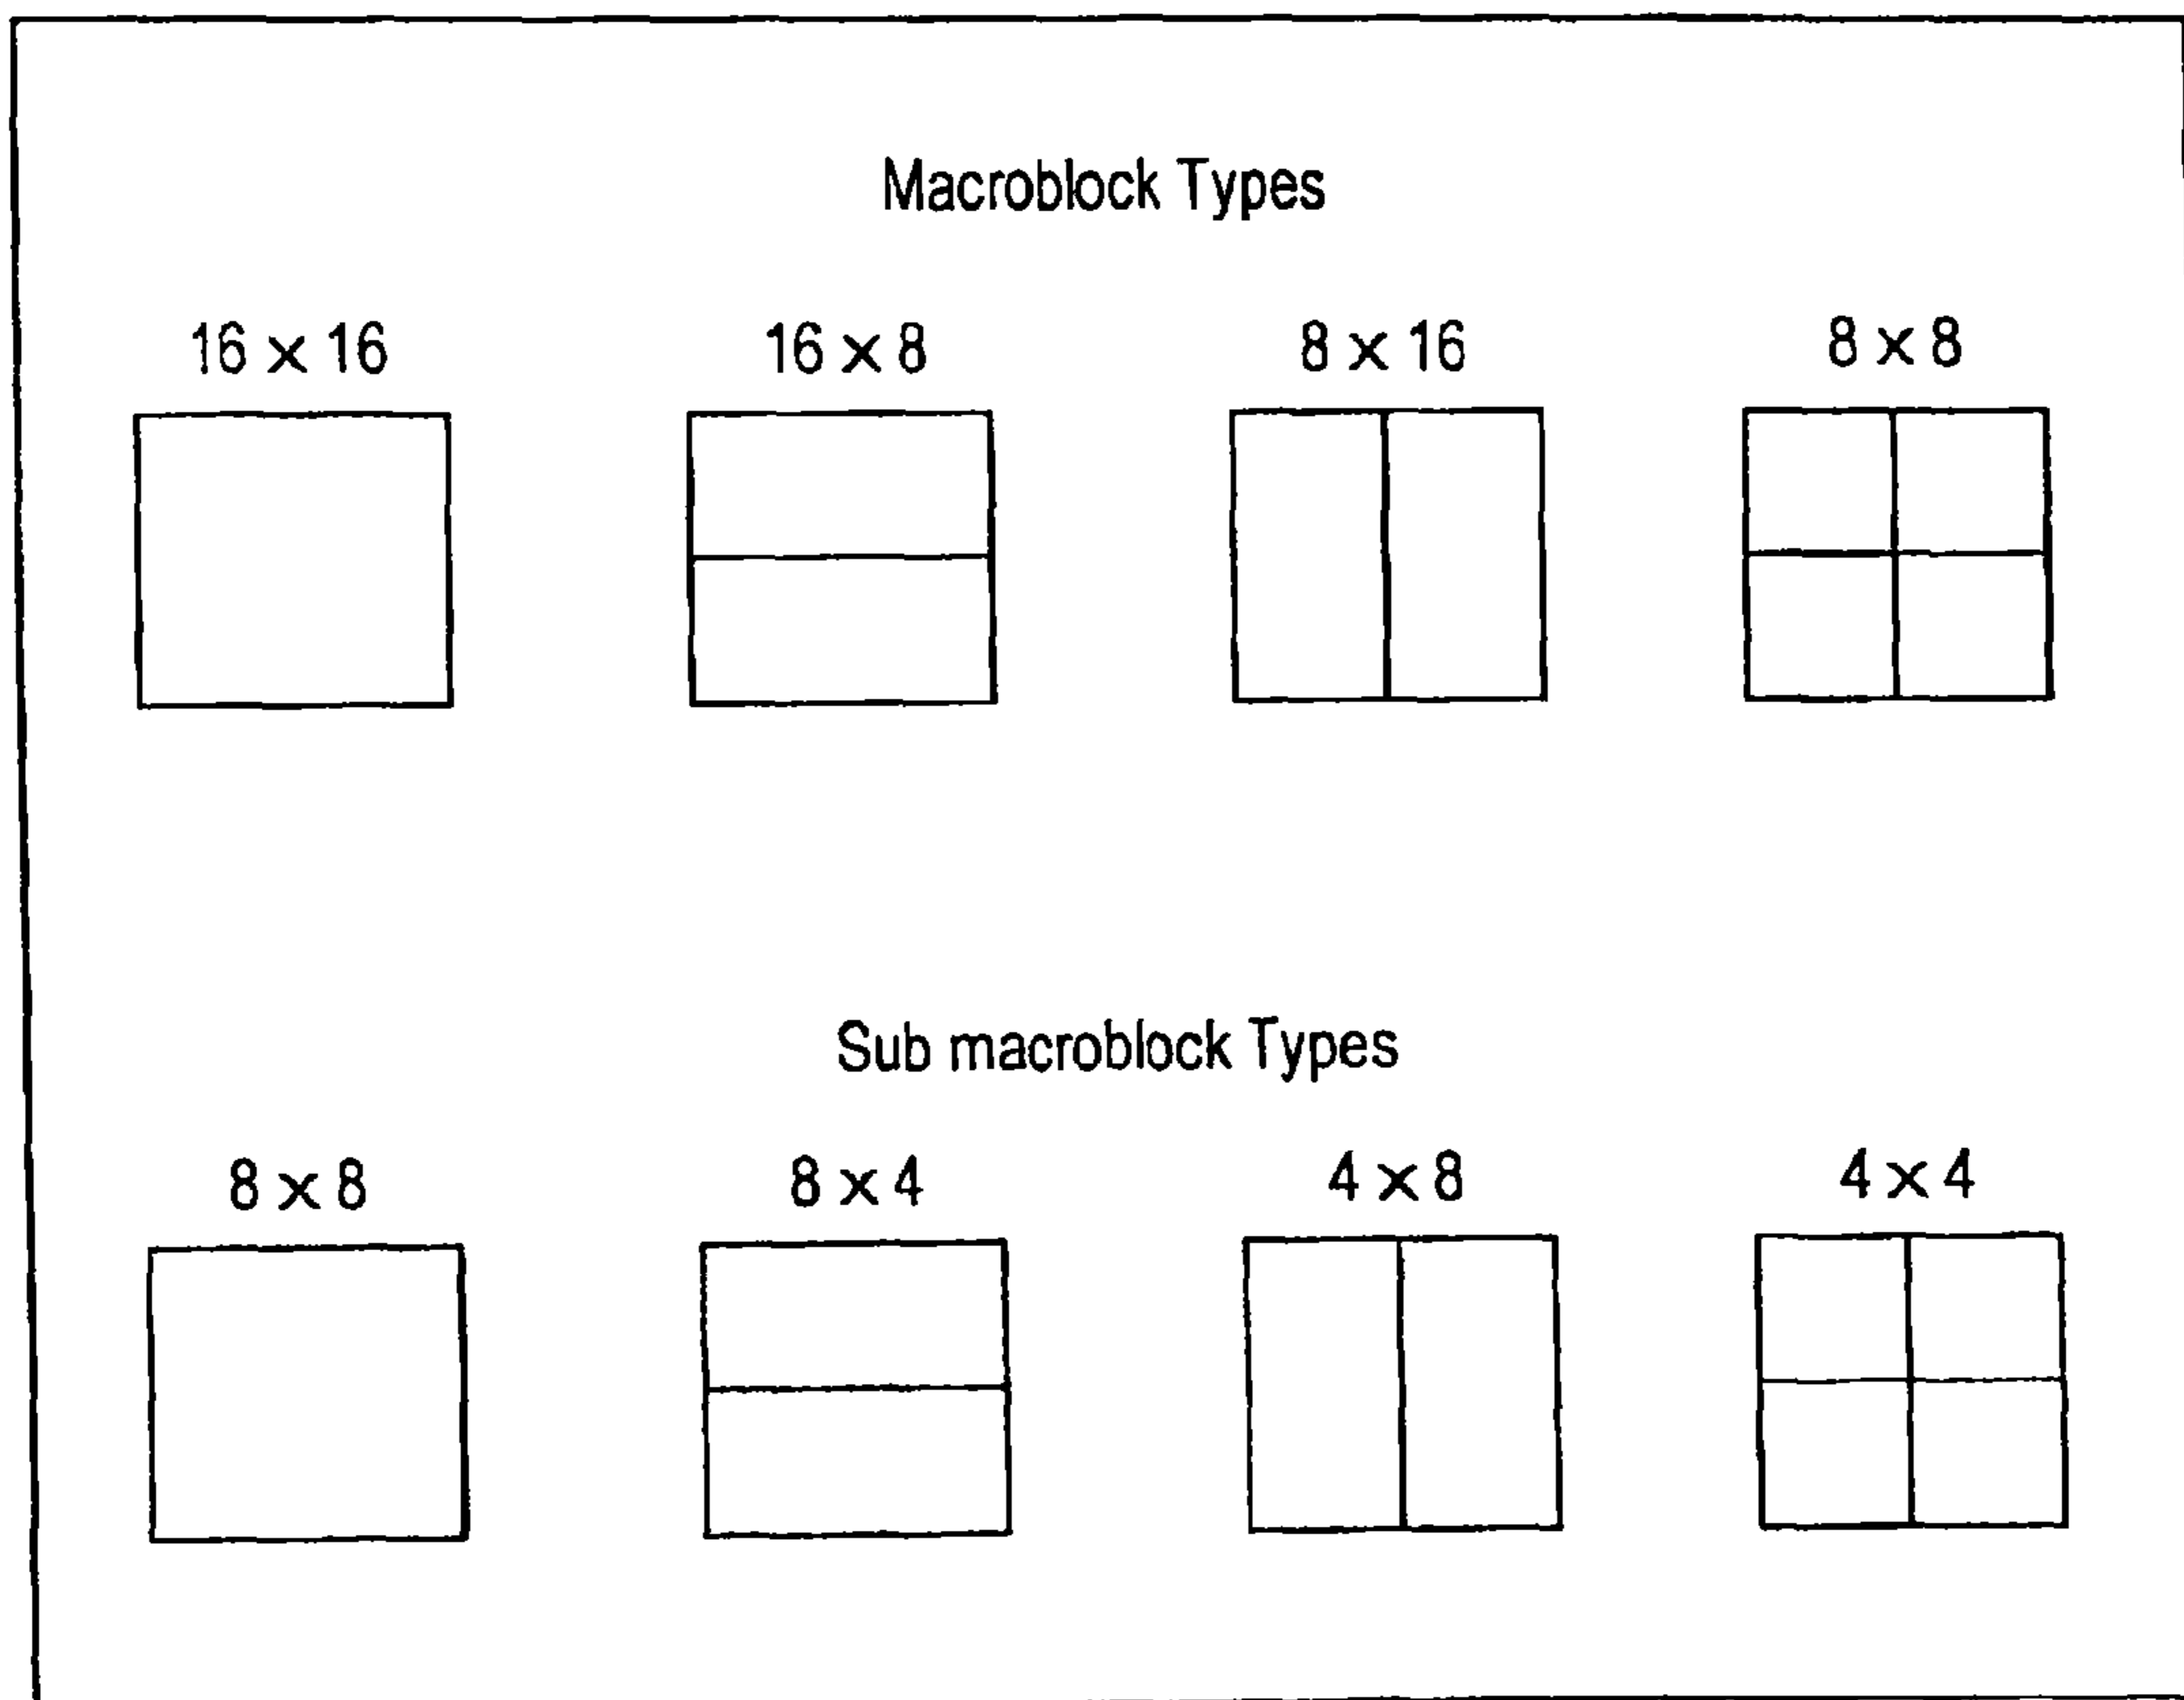 Macroblock Types
16 x 16 16 x 8 8 x 16 8 x 8
Sub macroblock Types
8 x 8 8 x 4 4 x 8 4 x 4